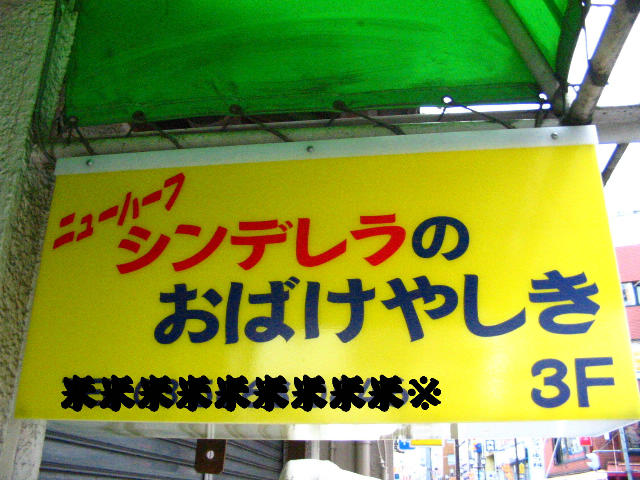 ニューハーフ
シンデレラの
おばけやしき
3F